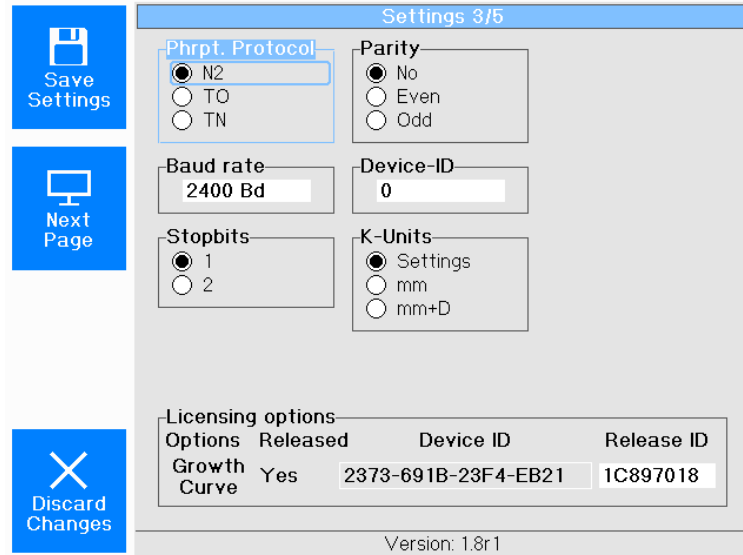 Settings 3/5
Save
Settings
Next
Page
Discard
Changes
Phrpt. Protocol
N2
TO
TN
Parity
No
Even
Odd
Baud rate
2400 Bd
Device-ID
0
Stopbits
1
2
K-Units
Settings
mm
mm+D
Licensing options
Options Released Device ID Release ID
Growth
Curve Yes 2373-691B-23F4-EB21 1C897018
Version: 1.8r1